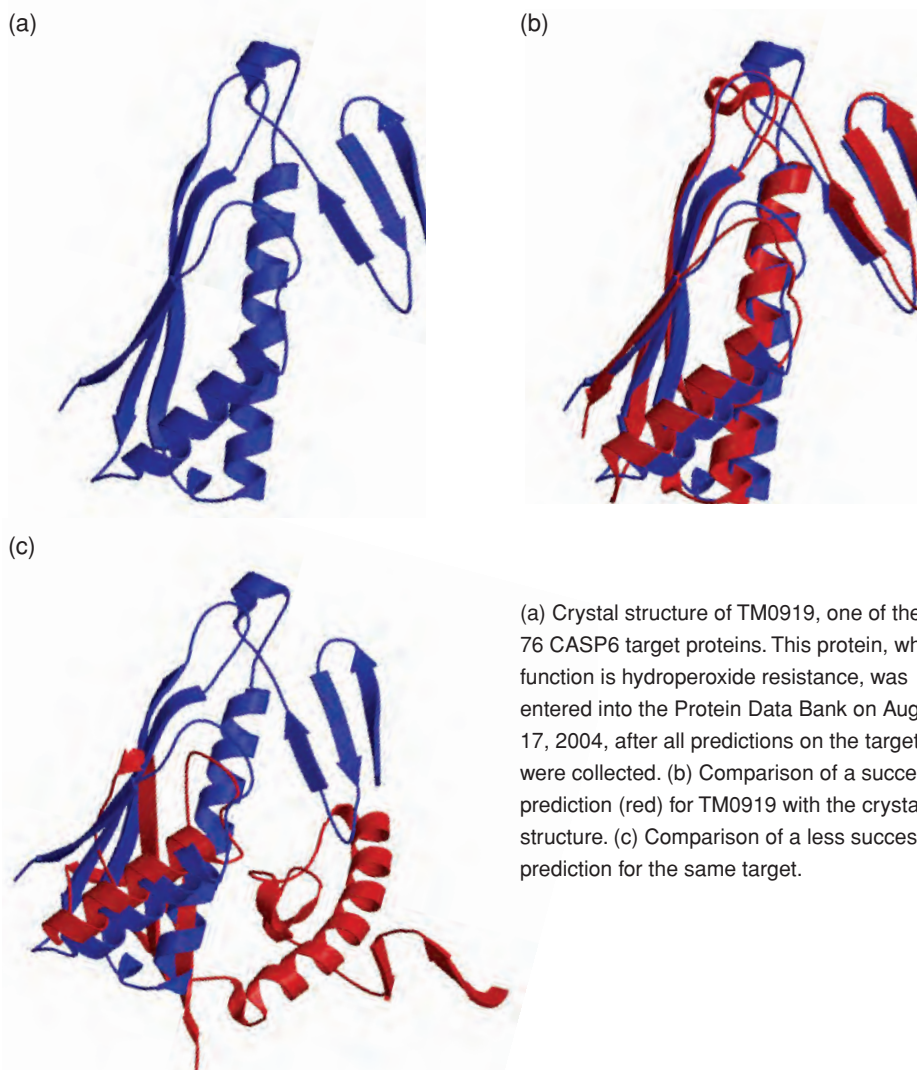 (a)
(b)
(c)
(a) Crystal structure of TM0919, one of the
76 CASP6 target proteins. This protein, wh
function is hydroperoxide resistance, was
entered into the Protein Data Bank on Aug
17, 2004, after all predictions on the target
were collected. (b) Comparison of a succe
prediction (red) for TM0919 with the crysta
structure. (c) Comparison of a less succes
prediction for the same target.